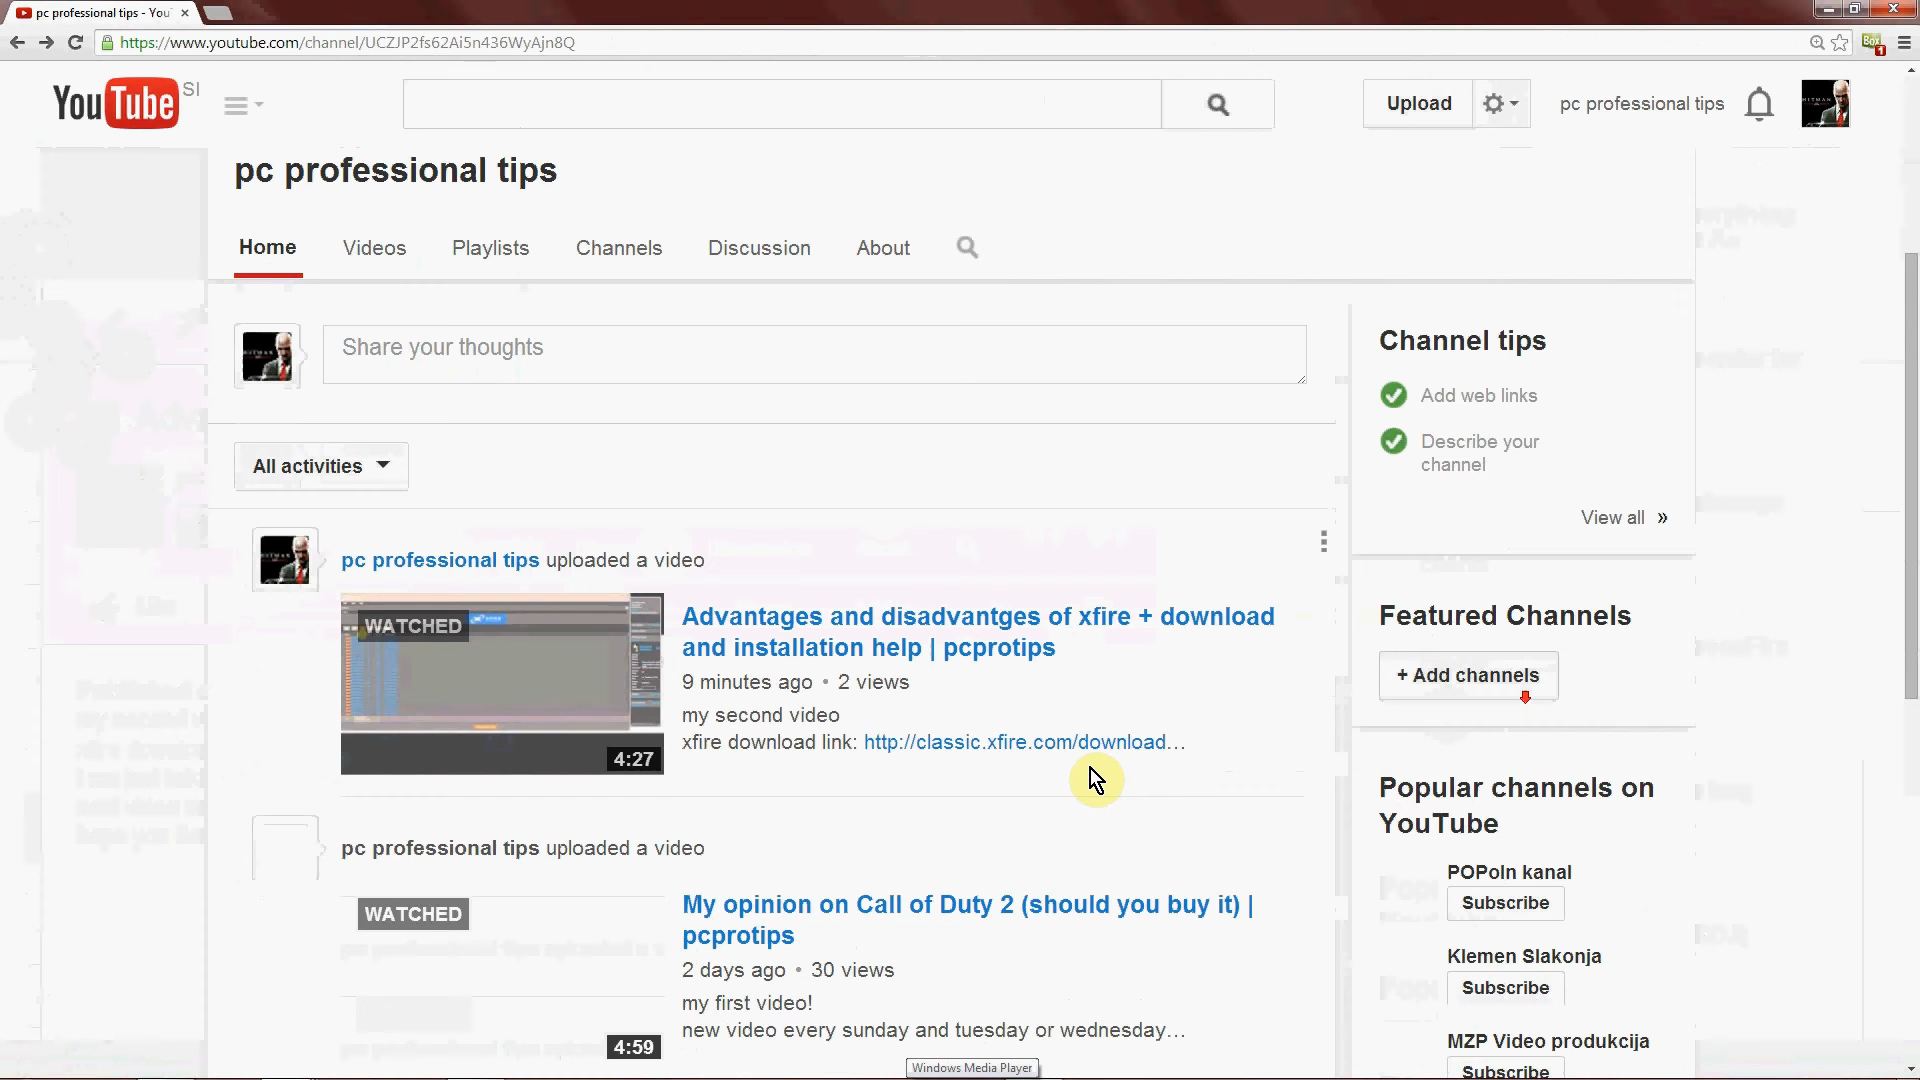 pc professional tips - You
https://www.youtube.com/channel/UCZJP2fs62Ai5n436WyAjn8Q
Box 1
YouTube SI
Upload
pc professional tips
pc professional tips
Home Videos Playlists Channels Discussion About
Share your thoughts
All activities
pc professional tips uploaded a video
WATCHED
4:27
Advantages and disadvantges of xfire + download
and installation help | pcprotips
9 minutes ago • 2 views
my second video
xfire download link: http://classic.xfire.com/download...
pc professional tips uploaded a video
WATCHED
4:59
My opinion on Call of Duty 2 (should you buy it) |
pcprotips
2 days ago • 30 views
my first video!
new video every sunday and tuesday or wednesday...
Channel tips
Add web links
Describe your
channel
View all »
Featured Channels
+ Add channels
Popular channels on
YouTube
POPoln kanal
Subscribe
Klemen Slakonja
Subscribe
MZP Video produkcija
Subscribe
Windows Media Player